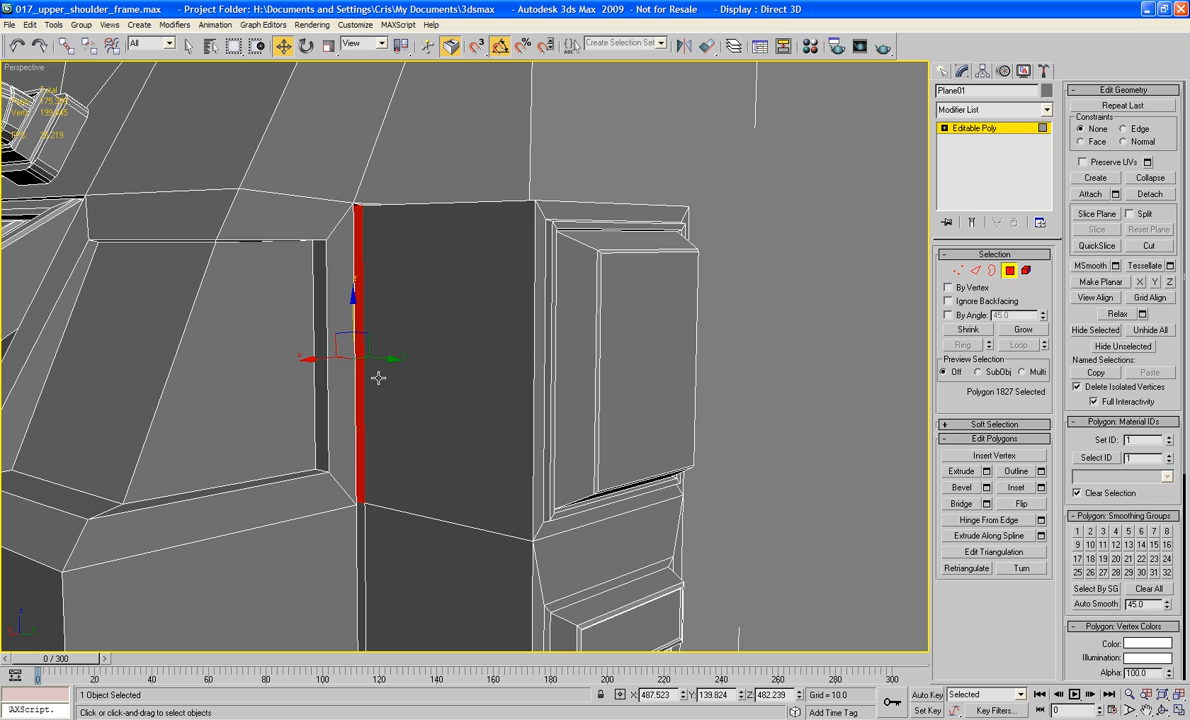 017_upper_shoulder_frame.max - Project Folder: H:\Documents and Settings\Cris\My Documents\3dsmax - Autodesk 3ds Max 2009 - Not for Resale - Display : Direct 3D
File Edit Tools Group Views Create Modifiers Animation Graph Editors Rendering Customize MAXScript Help
All View Create Selection Set
Perspective
Total
Plane01
Modifier List
Editable Poly
Selection
By Vertex
Ignore Backfacing
By Angle: 45.0
Shrink Grow
Ring Loop
Preview Selection
Off SubObj Multi
Polygon 1827 Selected
Soft Selection
Edit Polygons
Insert Vertex
Extrude Outline
Bevel Inset
Bridge Flip
Hinge From Edge
Extrude Along Spline
Edit Triangulation
Retriangulate Turn
Edit Geometry
Repeat Last
Constraints
None Edge
Face Normal
Preserve UVs
Create Collapse
Attach Detach
Slice Plane Split
Slice Reset Plane
QuickSlice Cut
MSmooth Tessellate
Make Planar X Y Z
View Align Grid Align
Relax
Hide Selected Unhide All
Hide Unselected
Named Selections:
Copy Paste
Delete Isolated Vertices
Full Interactivity
Polygon: Material IDs
Set ID: 1
Select ID 1
Clear Selection
Polygon: Smoothing Groups
1 2 3 4 5 6 7 8
9 10 11 12 13 14 15 16
17 18 19 20 21 22 23 24
25 26 27 28 29 30 31 32
Select By SG Clear All
Auto Smooth 45.0
Polygon: Vertex Colors
Color:
Illumination:
Alpha: 100.0
0 / 300
0 20 40 60 80 100 120 140 160 180 200 220 240 260 280 300
1 Object Selected X: 487.523 Y: 139.824 Z: 482.239 Grid = 10.0 Auto Key Selected
AXScript. Click or click-and-drag to select objects Add Time Tag Set Key Key Filters... 0